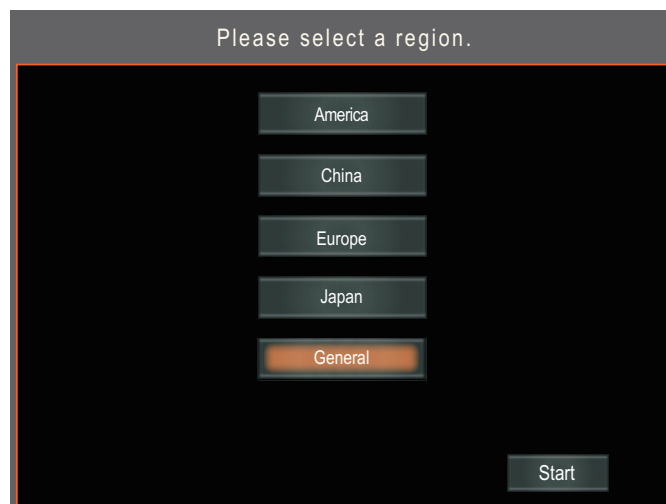 Please select a region.
America
China
Europe
Japan
General
Start